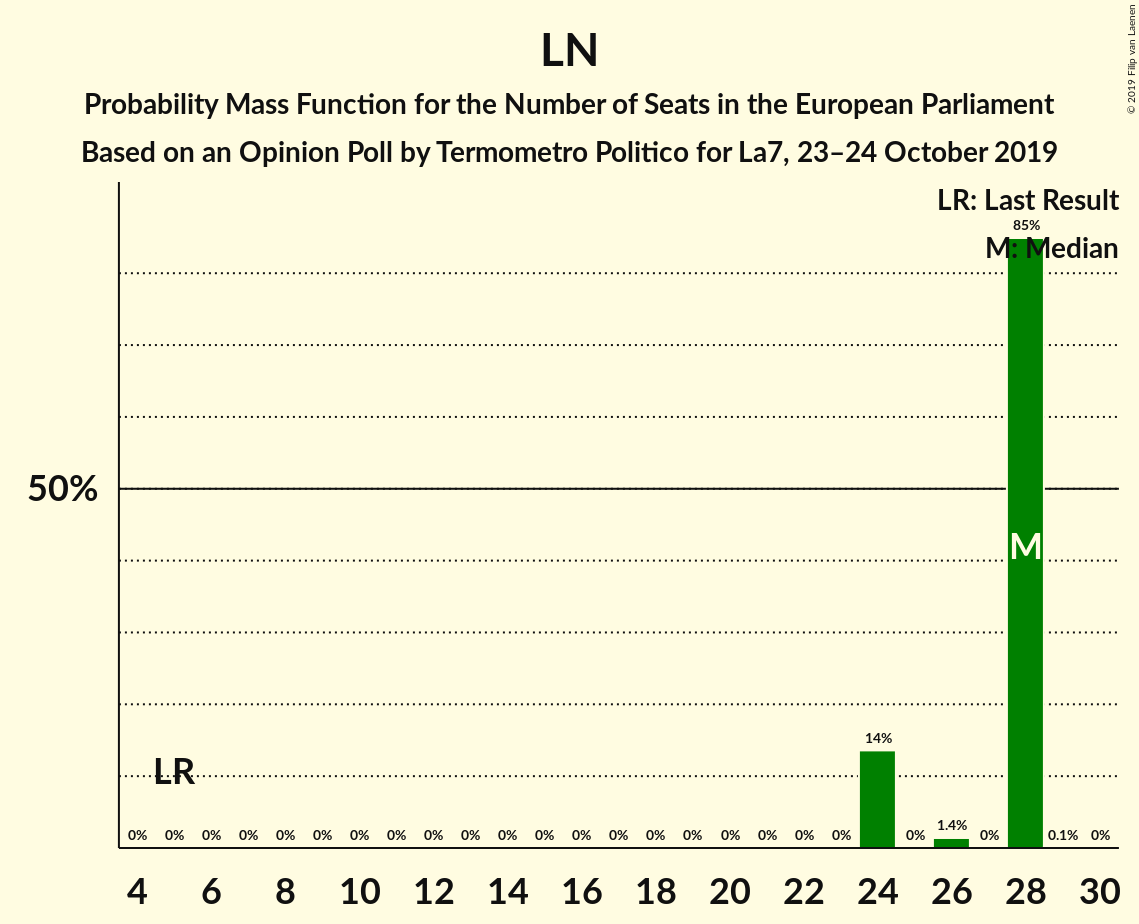 LN
Probability Mass Function for the Number of Seats in the European Parliament
Based on an Opinion Poll by Termometro Politico for La7, 23–24 October 2019
© 2019 Filip van Laenen
LR: Last Result
85%
M: Median
50%
M
14%
LR
0% 0% 0% 0% 0% 0% 0% 0% 0% 0% 0% 0% 0% 0% 0% 0% 0% 0% 0% 0% 0% 1.4% 0% 0.1% 0%
4 6 8 10 12 14 16 18 20 22 24 26 28 30